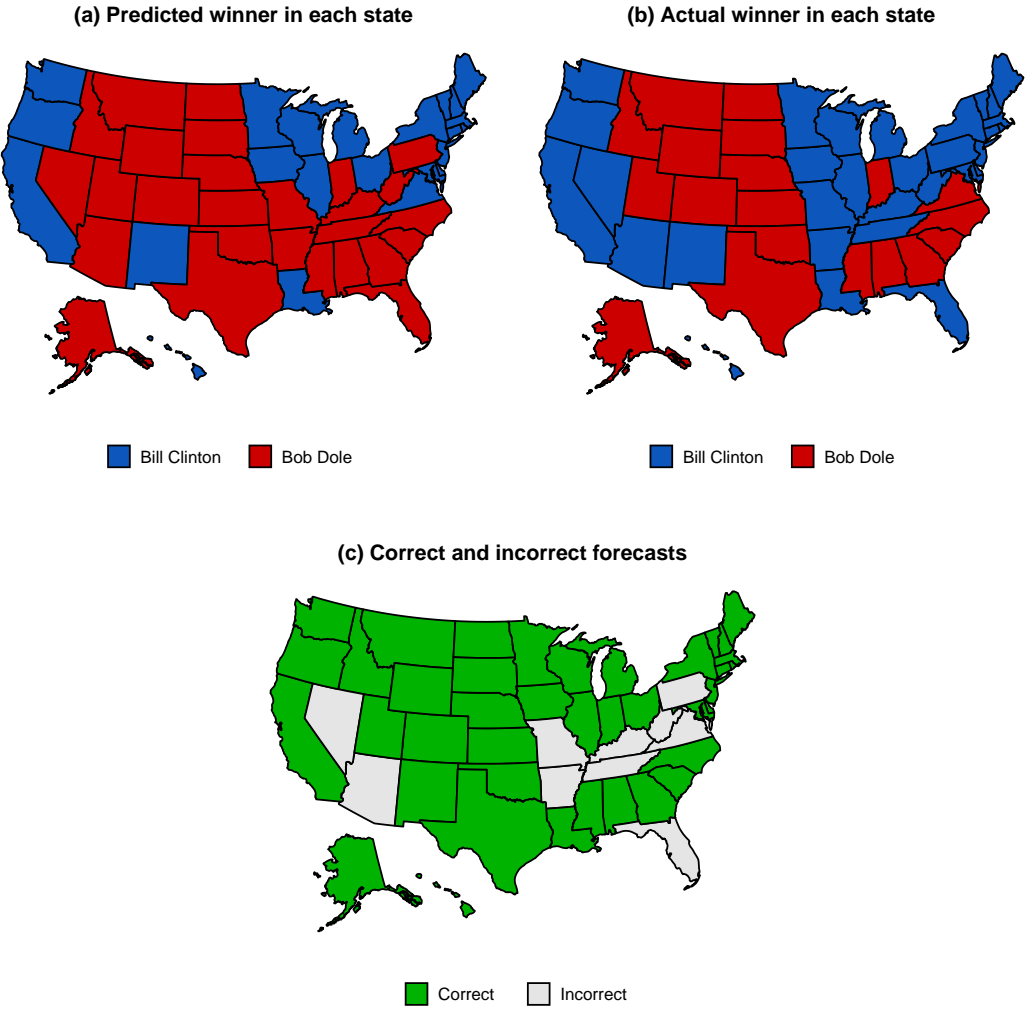 (a) Predicted winner in each state
(b) Actual winner in each state
Bill Clinton
Bob Dole
Bill Clinton
Bob Dole
(c) Correct and incorrect forecasts
Correct
Incorrect